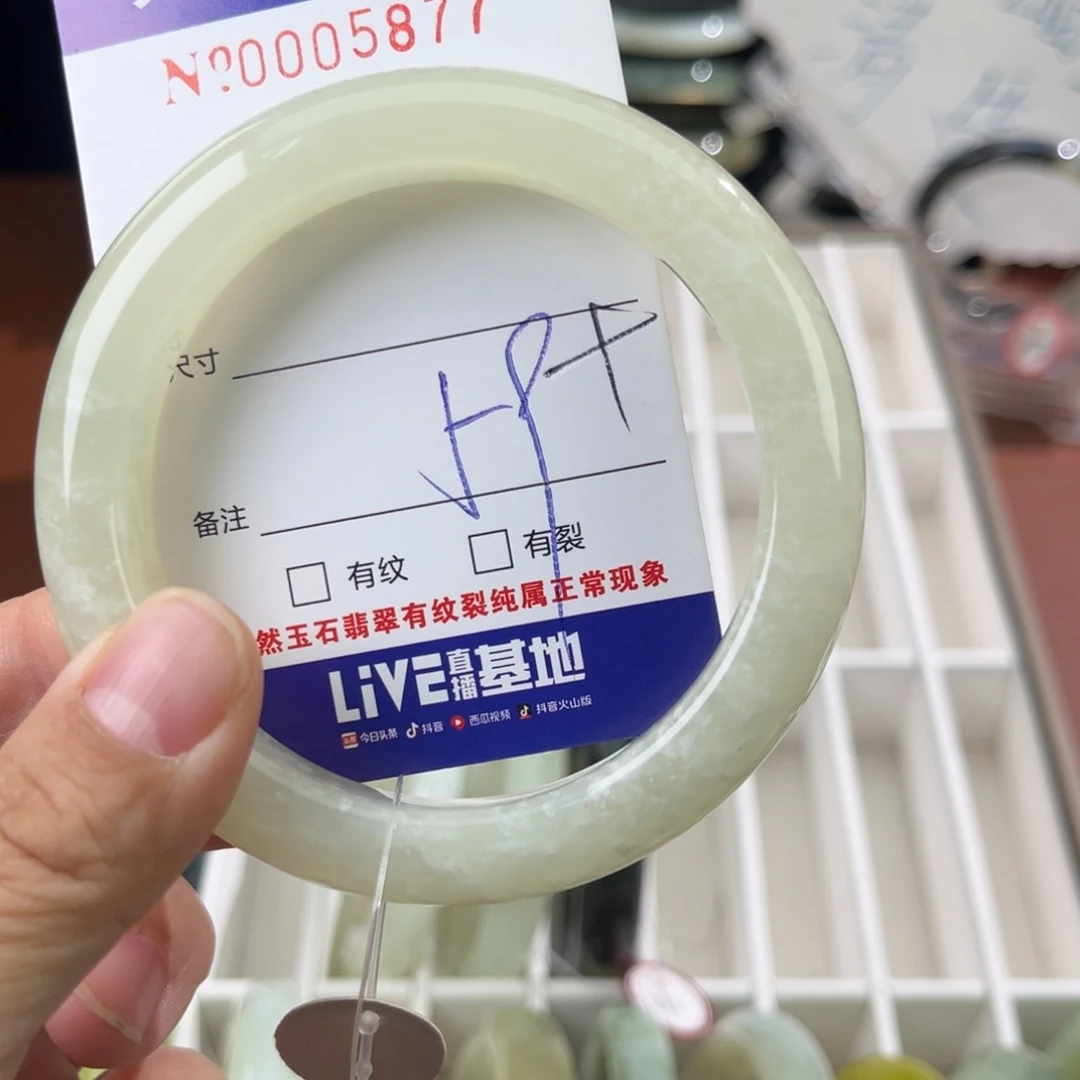 Nº0005877
尺寸
备注
有纹 有裂
然玉石翡翠有纹裂纯属正常现象
LiVE直播基地
今日头条 抖音 西瓜视频 抖音火山版